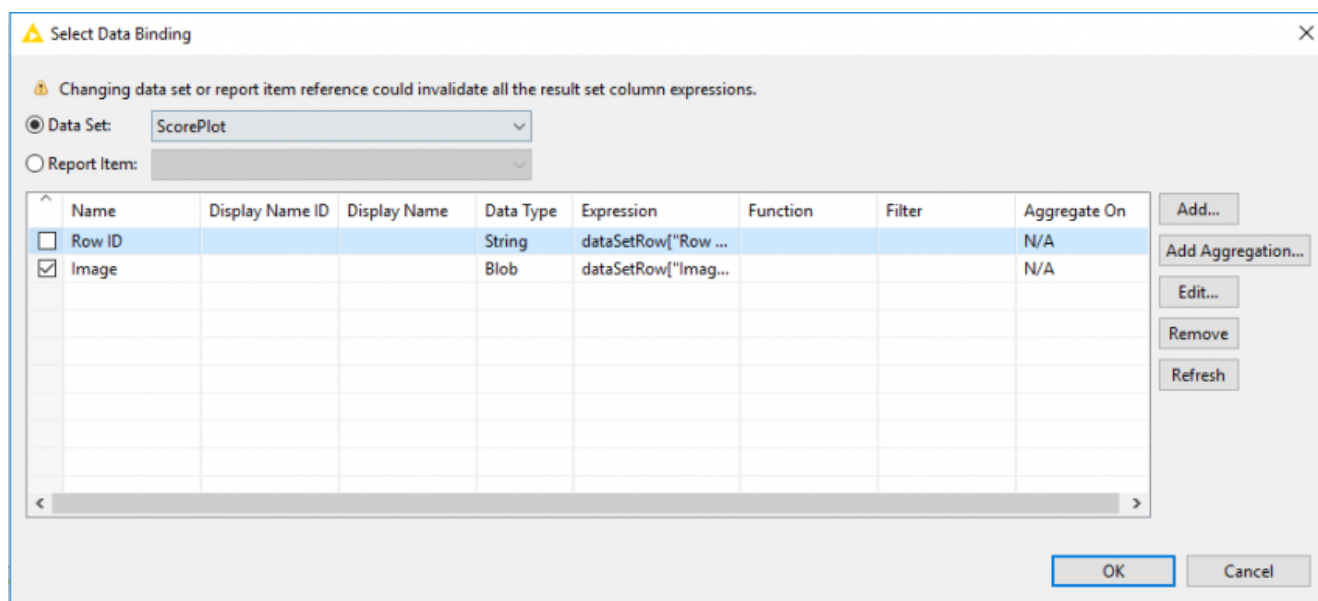 Select Data Binding
Changing data set or report item reference could invalidate all the result set column expressions.
Data Set: ScorePlot
Report Item:
Name Display Name ID Display Name Data Type Expression Function Filter Aggregate On
Row ID String dataSetRow["Row ... N/A
Image Blob dataSetRow["Imag... N/A
Add...
Add Aggregation...
Edit...
Remove
Refresh
OK Cancel